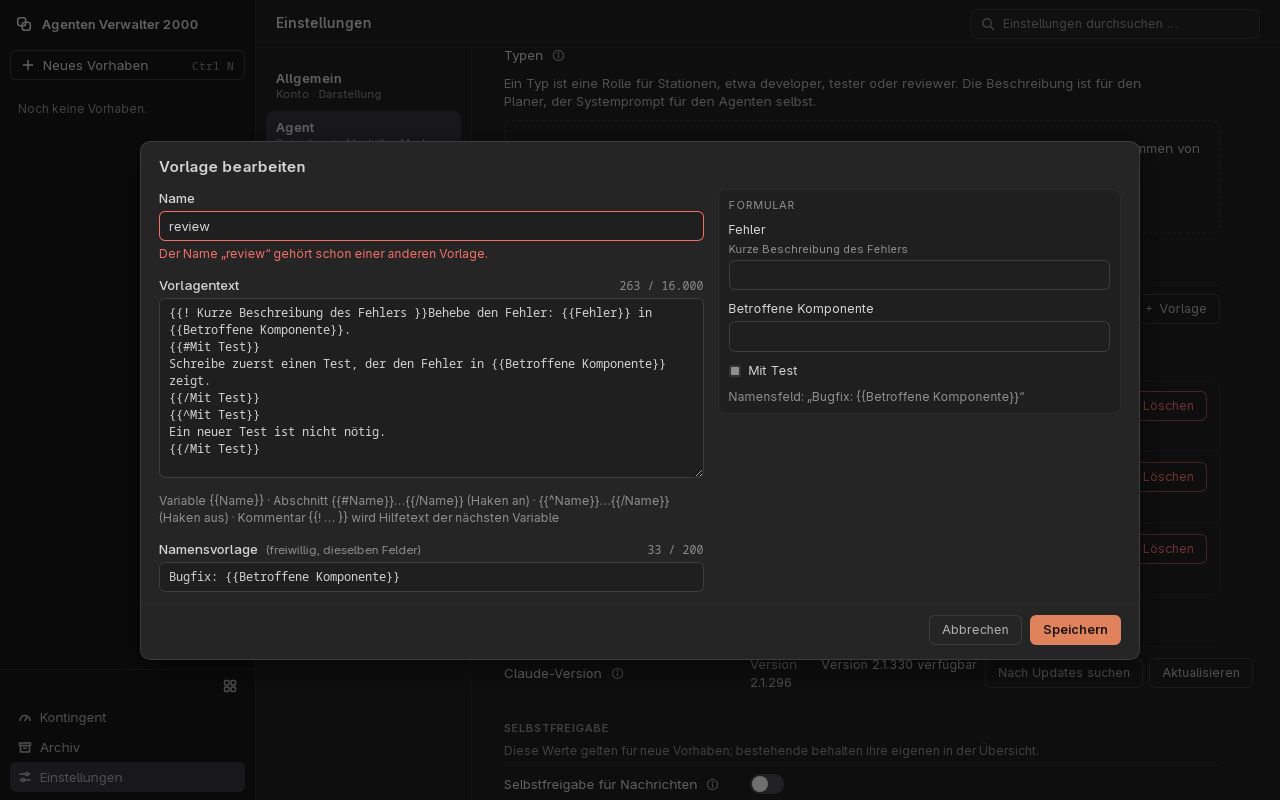 Agenten Verwalter 2000
Neues Vorhaben
Ctrl N
Noch keine Vorhaben.
Kontingent
Archiv
Einstellungen
Einstellungen
Einstellungen durchsuchen …
Allgemein
Konto · Darstellung
Agent
Typen
Ein Typ ist eine Rolle für Stationen, etwa developer, tester oder reviewer. Die Beschreibung ist für den
Planer, der Systemprompt für den Agenten selbst.
von
+ Vorlage
Löschen
Löschen
Löschen
Vorlage bearbeiten
Name
review
Der Name „review“ gehört schon einer anderen Vorlage.
Vorlagentext
263 / 16.000
{{! Kurze Beschreibung des Fehlers }}Behebe den Fehler: {{Fehler}} in
{{Betroffene Komponente}}.
{{#Mit Test}}
Schreibe zuerst einen Test, der den Fehler in {{Betroffene Komponente}}
zeigt.
{{/Mit Test}}
{{^Mit Test}}
Ein neuer Test ist nicht nötig.
{{/Mit Test}}
Variable {{Name}} · Abschnitt {{#Name}}…{{/Name}} (Haken an) · {{^Name}}…{{/Name}}
(Haken aus) · Kommentar {{! … }} wird Hilfetext der nächsten Variable
Namensvorlage (freiwillig, dieselben Felder)
33 / 200
Bugfix: {{Betroffene Komponente}}
FORMULAR
Fehler
Kurze Beschreibung des Fehlers
Betroffene Komponente
Mit Test
Namensfeld: „Bugfix: {{Betroffene Komponente}}“
Abbrechen
Speichern
Claude-Version
Version
2.1.296
Version 2.1.330 verfügbar
Nach Updates suchen
Aktualisieren
SELBSTFREIGABE
Diese Werte gelten für neue Vorhaben; bestehende behalten ihre eigenen in der Übersicht.
Selbstfreigabe für Nachrichten